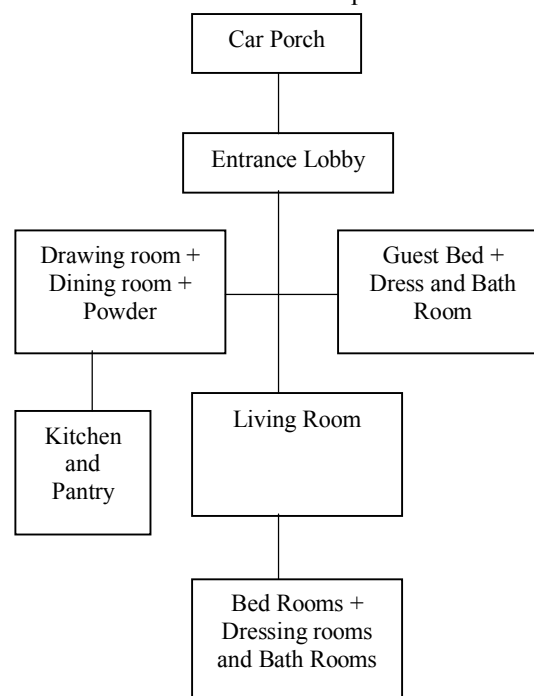 Car Porch
Entrance Lobby
Drawing room +
Dining room +
Powder
Guest Bed +
Dress and Bath
Room
Kitchen
and
Pantry
Living Room
Bed Rooms +
Dressing rooms
and Bath Rooms